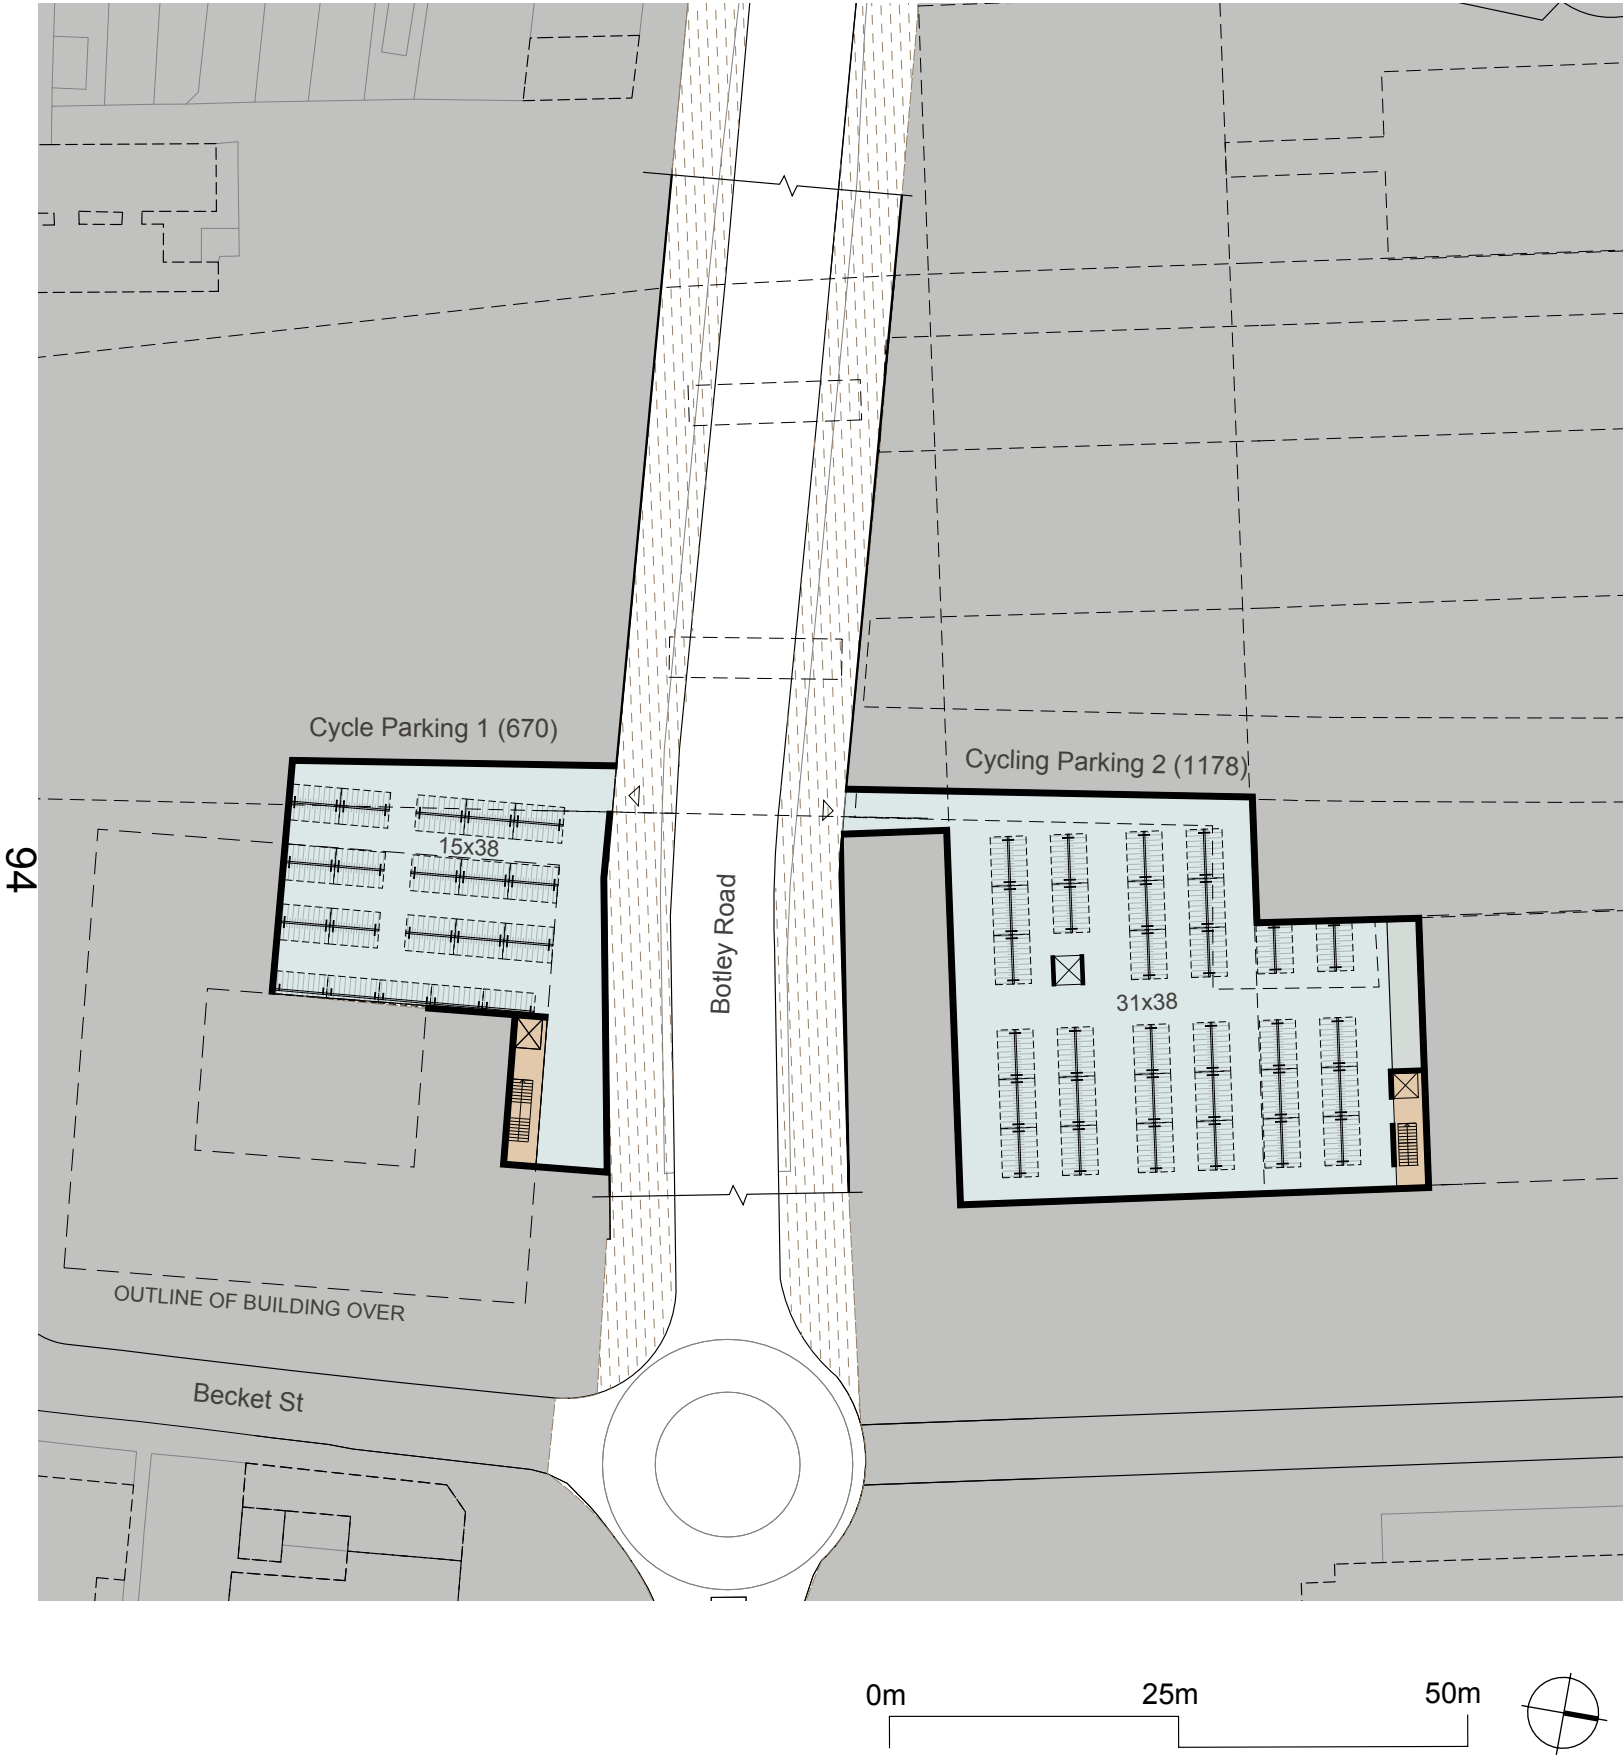 Cycle Parking 1 (670)
Cycling Parking 2 (1178)
15x38
94
Botley Road
31x38
OUTLINE OF BUILDING OVER
Becket St
0m 25m 50m